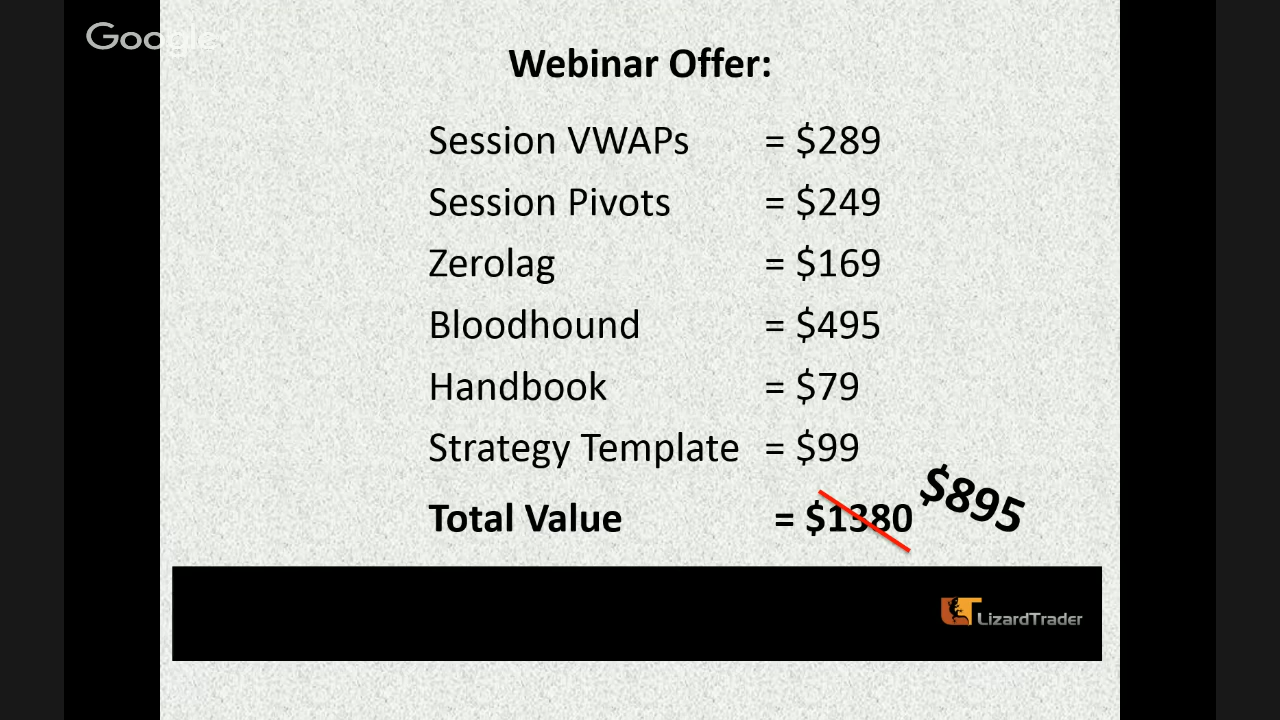 Google
Webinar Offer:
Session VWAPs = $289
Session Pivots = $249
Zerolag = $169
Bloodhound = $495
Handbook = $79
Strategy Template = $99
$895
Total Value = $1380
LizardTrader